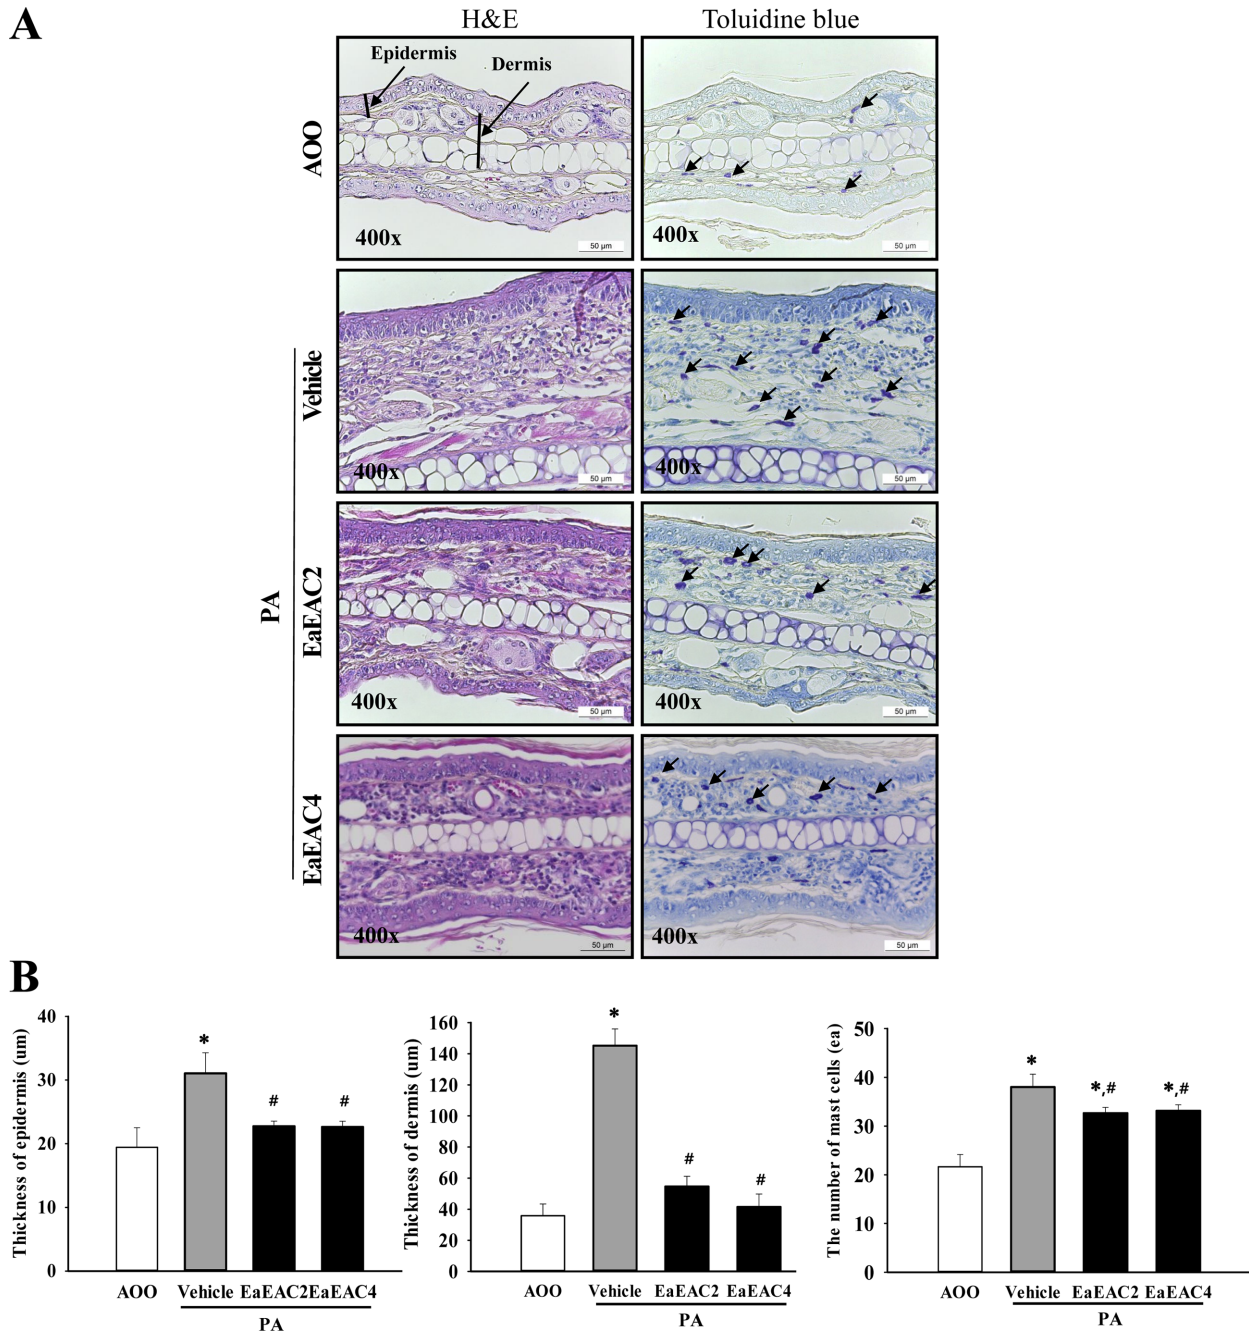 A
H&E
Toluidine blue
Epidermis
Dermis
AOO
400x
50 µm
400x
50 µm
Vehicle
400x
50 µm
400x
50 µm
PA
EaEAC2
400x
50 µm
400x
50 µm
EaEAC4
400x
50 µm
400x
50 µm
B
Thickness of epidermis (um)
40
30
20
10
0
*
#
#
AOO
Vehicle
EaEAC2
EaEAC4
PA
Thickness of dermis (um)
160
140
120
100
80
60
40
20
0
*
#
#
AOO
Vehicle
EaEAC2
EaEAC4
PA
The number of mast cells (ea)
50
40
30
20
10
0
*
*,#
*,#
AOO
Vehicle
EaEAC2
EaEAC4
PA